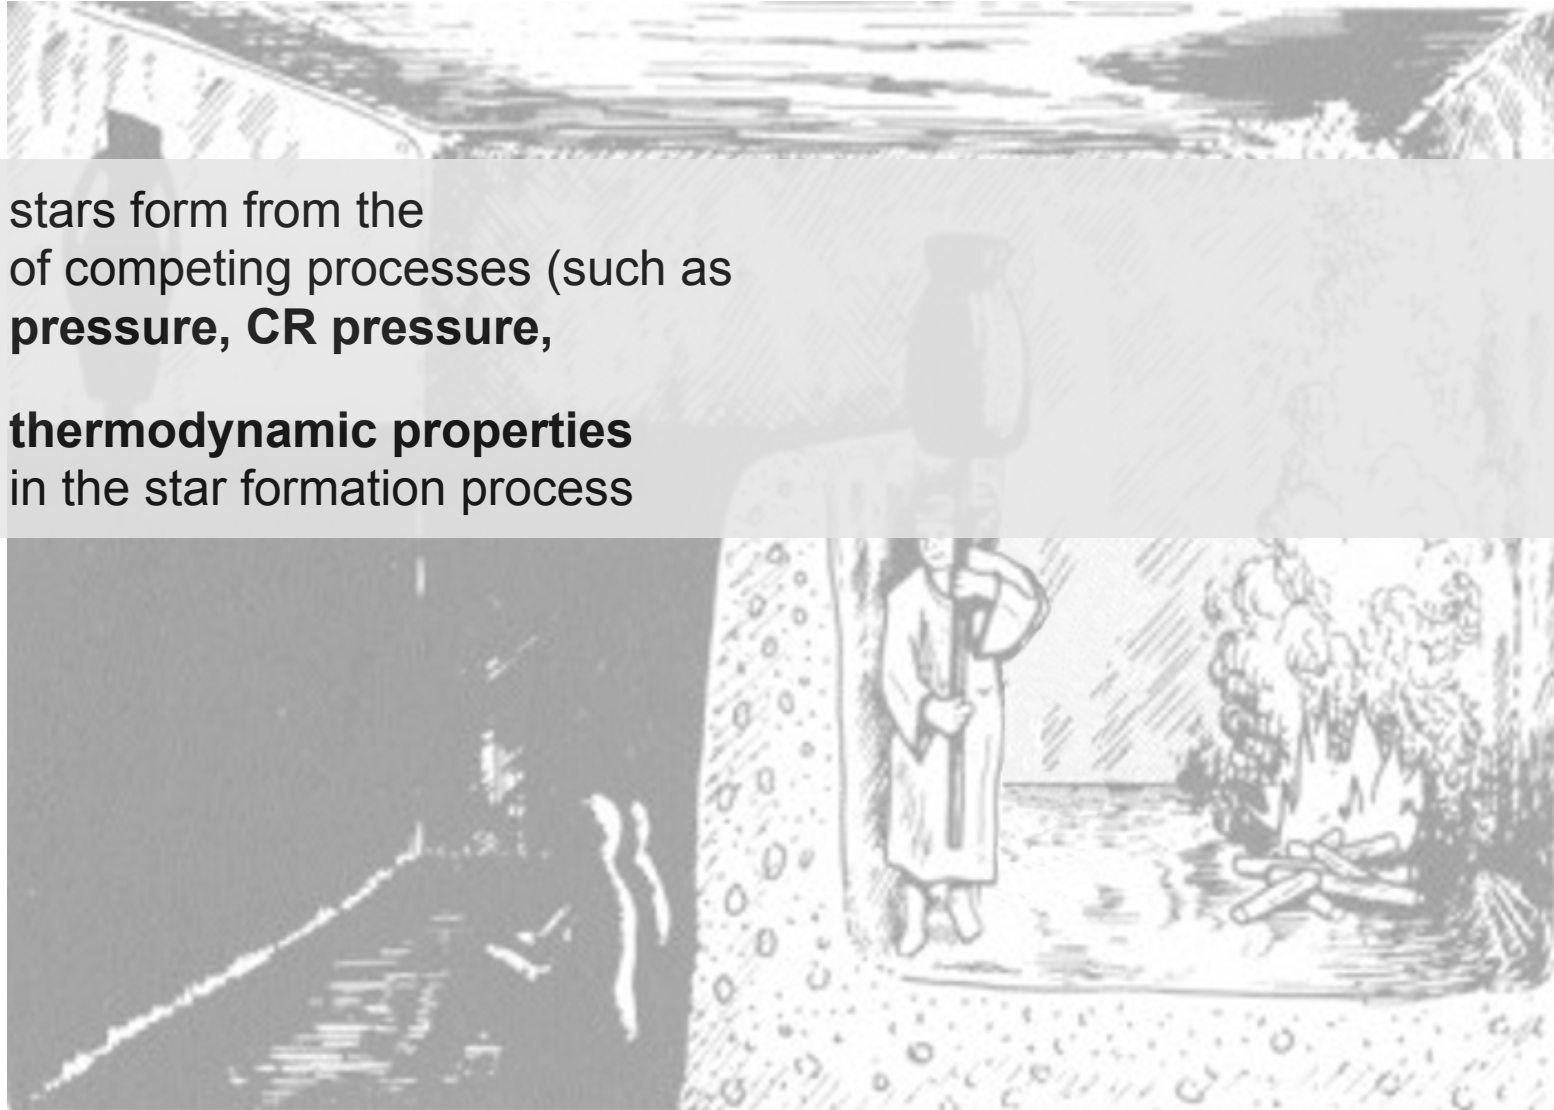 stars form from the
of competing processes (such as
pressure, CR pressure,
thermodynamic properties
in the star formation process